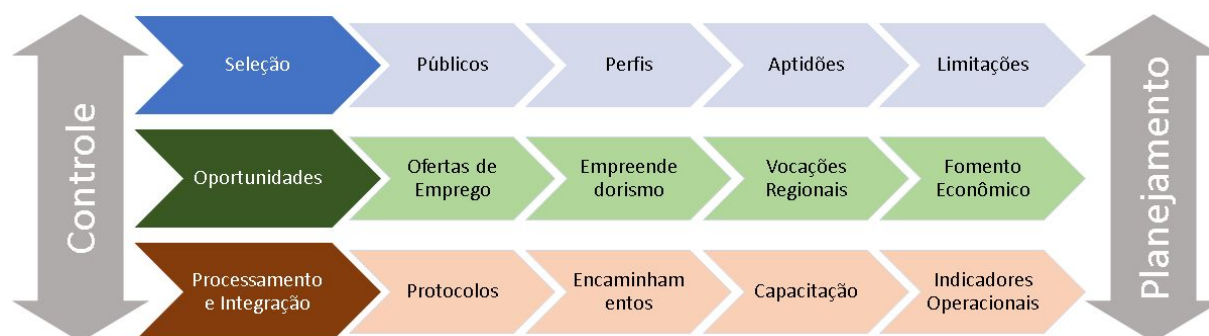 Controle
Seleção
Públicos
Perfis
Aptidões
Limitações
Oportunidades
Ofertas de
Emprego
Empreende
dorismo
Vocações
Regionais
Fomento
Econômico
Processamento
e Integração
Protocolos
Encaminham
entos
Capacitação
Indicadores
Operacionais
Planejamento